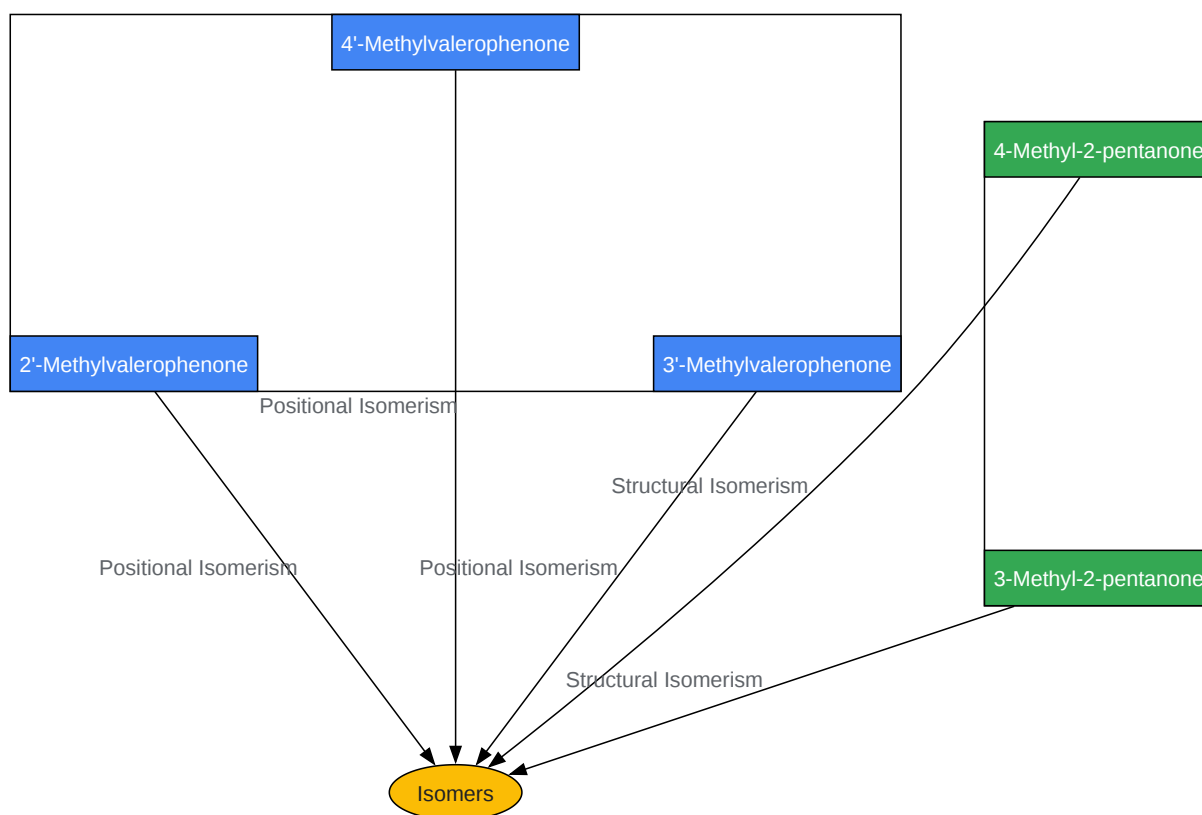 4'-Methylvalerophenone
4-Methyl-2-pentanone
2'-Methylvalerophenone
3'-Methylvalerophenone
Positional Isomerism
Structural Isomerism
Positional Isomerism
Positional Isomerism
3-Methyl-2-pentanone
Structural Isomerism
Isomers